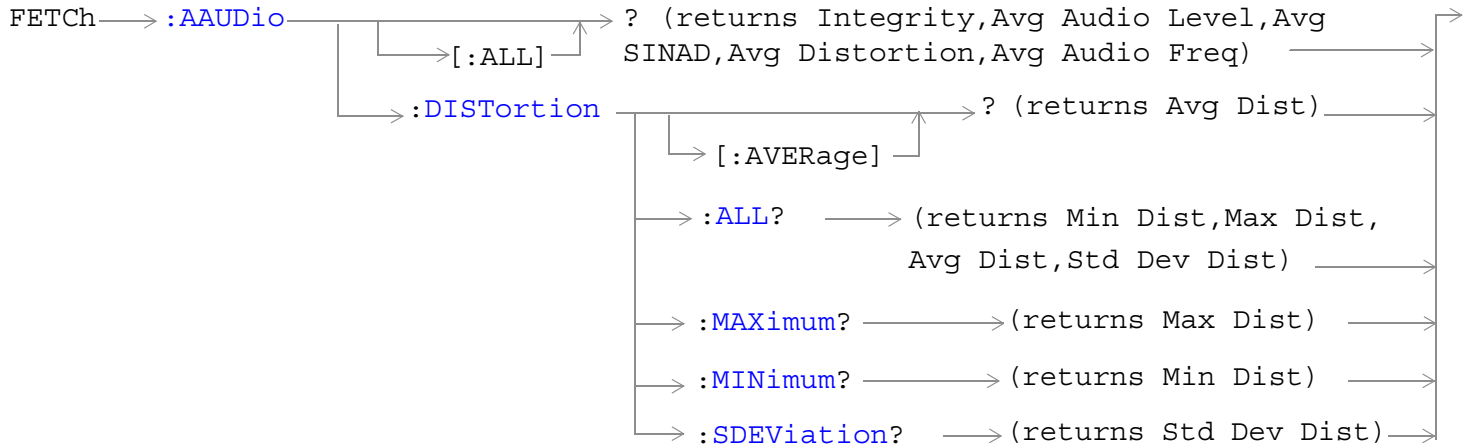 FETCh :AAUDio ? (returns Integrity,Avg Audio Level,Avg
[:ALL] SINAD,Avg Distortion,Avg Audio Freq)
:DISTortion ? (returns Avg Dist)
[:AVERage]
:ALL? (returns Min Dist,Max Dist,
Avg Dist,Std Dev Dist)
:MAXimum? (returns Max Dist)
:MINimum? (returns Min Dist)
:SDEViation? (returns Std Dev Dist)